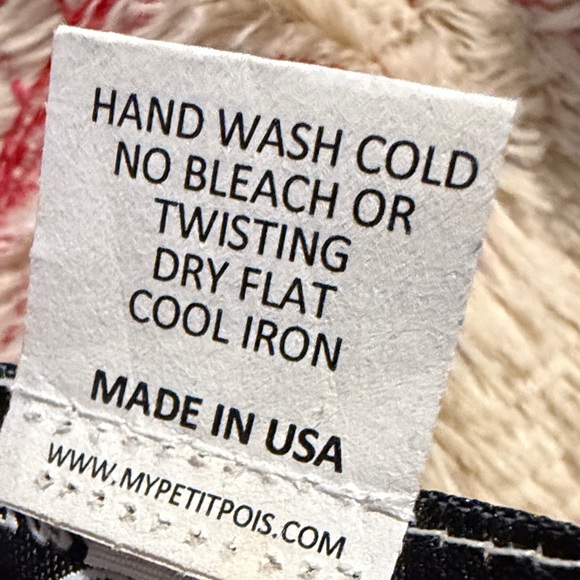 HAND WASH COLD
NO BLEACH OR
TWISTING
DRY FLAT
COOL IRON
MADE IN USA
WWW.MYPETITPOIS.COM